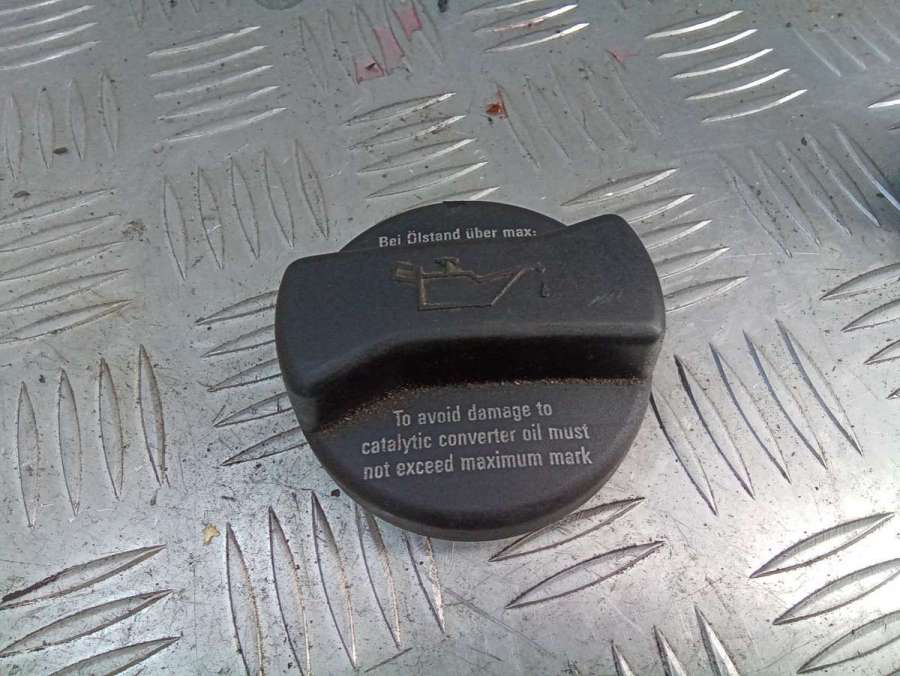 Bei Ölstand über max:
To avoid damage to
catalytic converter oil must
not exceed maximum mark